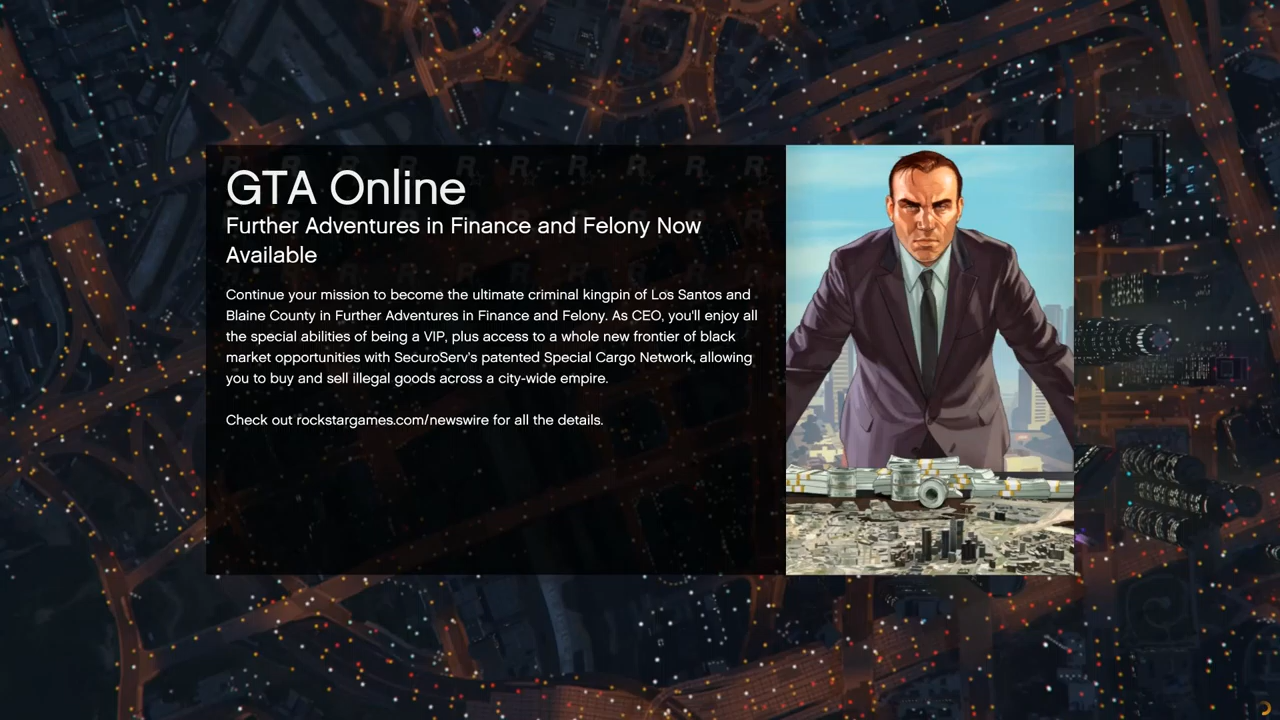 GTA Online
Further Adventures in Finance and Felony Now
Available
Continue your mission to become the ultimate criminal kingpin of Los Santos and
Blaine County in Further Adventures in Finance and Felony. As CEO, you'll enjoy all
the special abilities of being a VIP, plus access to a whole new frontier of black
market opportunities with SecuroServ's patented Special Cargo Network, allowing
you to buy and sell illegal goods across a city-wide empire.
Check out rockstargames.com/newswire for all the details.